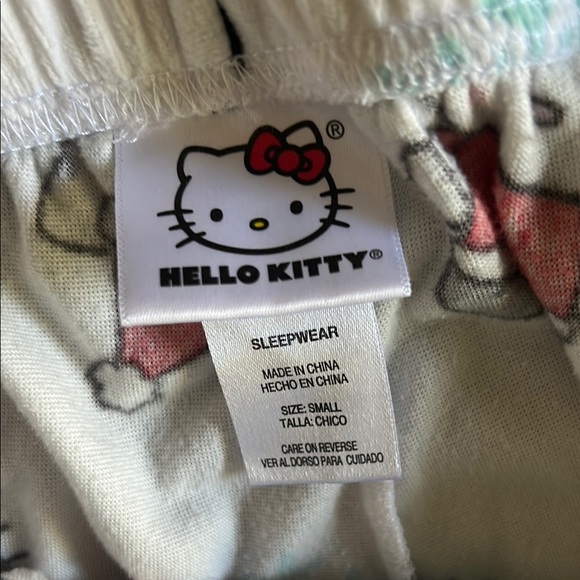 ®
HELLO KITTY®
SLEEPWEAR
MADE IN CHINA
HECHO EN CHINA
SIZE: SMALL
TALLA: CHICO
CARE ON REVERSE
VER AL DORSO PARA CUIDADO